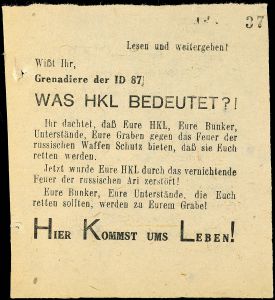 37
Lesen und weitergehen!
Wißt Ihr,
Grenadiere der ID 87,
WAS HKL BEDEUTET?!
Ihr dachtet, daß Eure HKL, Eure Bunker,
Unterstände, Eure Graben gegen das Feuer der
russischen Waffen Schutz bieten, daß sie Euch
retten werden.
Jetzt wurde Eure HKL durch das vernichtende
Feuer der russischen Ari zerstört!
Eure Bunker, Eure Unterstände, die Euch
retten sollten, werden zu Eurem Grabe!
HIER KOMMST UMS LEBEN!